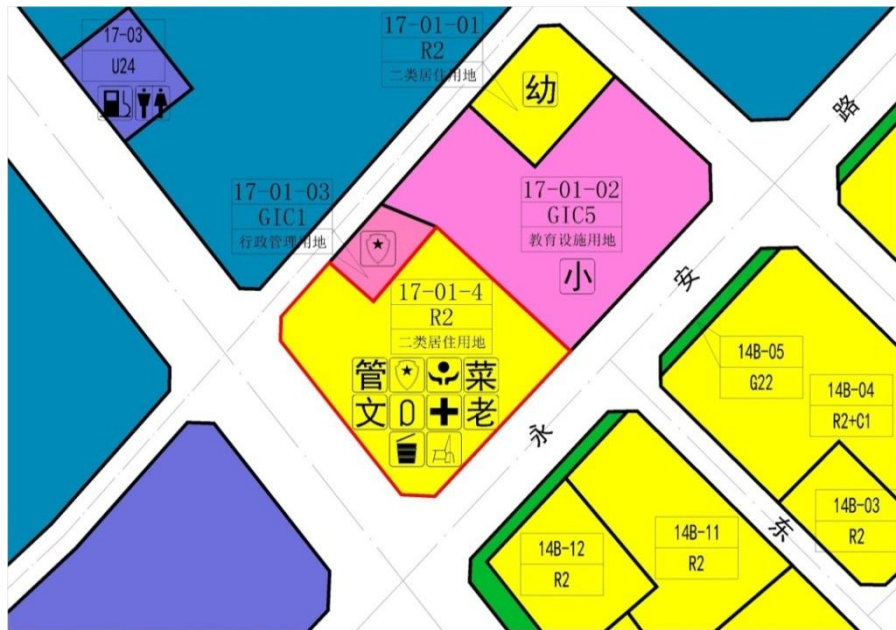 17-03
U24
17-01-01
R2
二类居住用地
幼
17-01-03
GIC1
行政管理用地
17-01-02
GIC5
教育设施用地
小
17-01-4
R2
二类居住用地
管
菜
文
老
路
安
永
东
14B-05
G22
14B-04
R2+C1
14B-03
R2
14B-11
R2
14B-12
R2